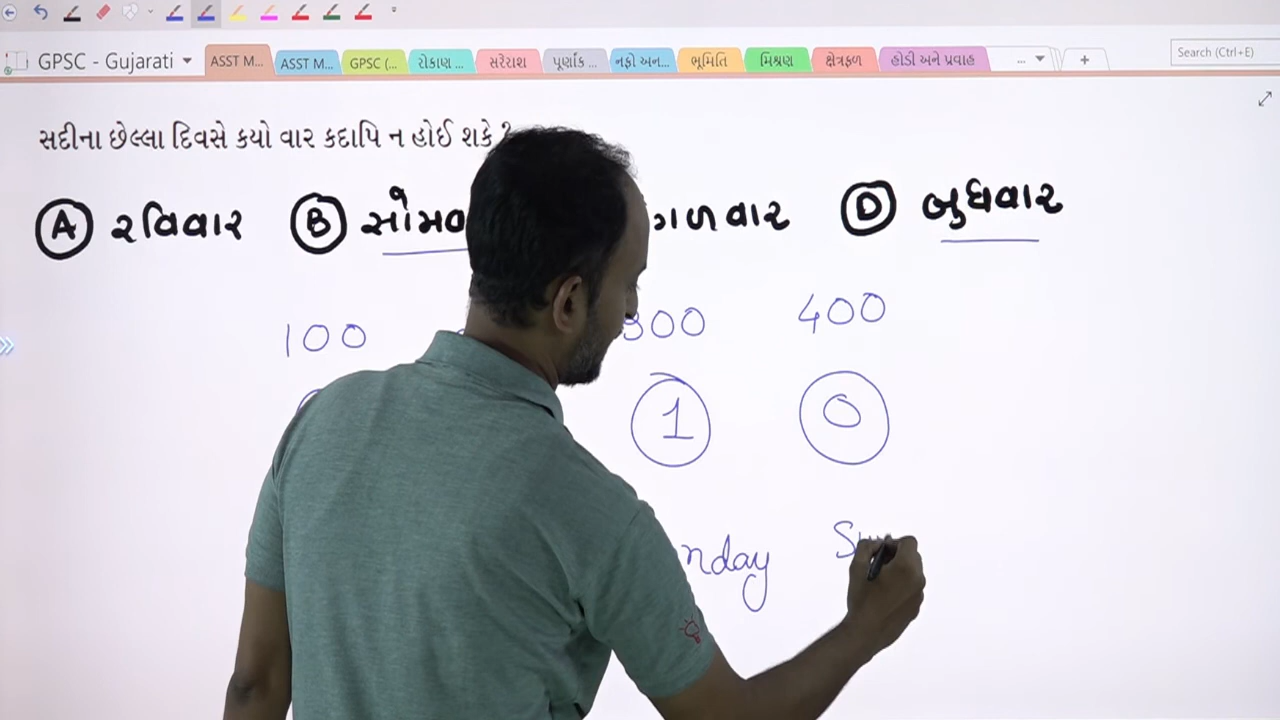 GPSC - Gujarati ASST M... ASST M... GPSC (... રોકાણ ... સરેરાશ પૂર્ણાંક ... નફો અન... ભૂમિતિ મિશ્રણ ક્ષેત્રફળ હોડી અને પ્રવાહ ... + Search (Ctrl+E)
સદીના છેલ્લા દિવસે કયો વાર કદાપિ ન હોઈ શકે ?
A રવિવાર B D બુધવાર
100 300 400
1 0